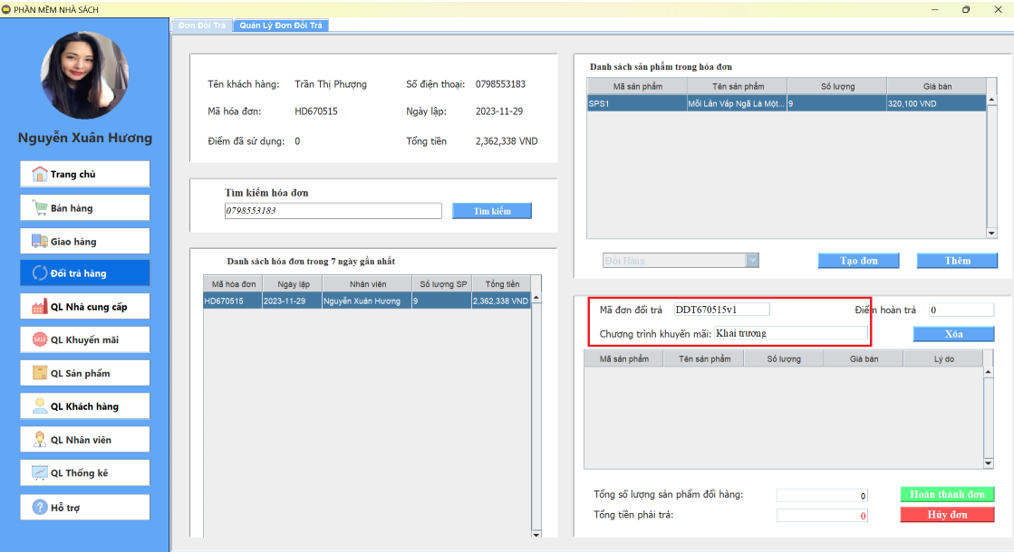 PHẦN MỀM NHÀ SÁCH
Đơn Đổi Trả
Quản Lý Đơn Đổi Trả
Nguyễn Xuân Hương
Trang chủ
Bán hàng
Giao hàng
Đổi trả hàng
QL Nhà cung cấp
SALE
QL Khuyến mãi
QL Sản phẩm
QL Khách hàng
QL Nhân viên
QL Thống kê
? Hỗ trợ
Tên khách hàng: Trần Thị Phượng Số điện thoại: 0798553183
Mã hóa đơn: HD670515 Ngày lập: 2023-11-29
Điểm đã sử dụng: 0 Tổng tiền 2,362,338 VND
Tìm kiếm hóa đơn
0798553183 Tìm kiếm
Danh sách hóa đơn trong 7 ngày gần nhất
Mã hóa đơn Ngày lập Nhân viên Số lượng SP Tổng tiền
HD670515 2023-11-29 Nguyễn Xuân Hương 9 2,362,338 VND
Danh sách sản phẩm trong hóa đơn
Mã sản phẩm Tên sản phẩm Số lượng Giá bán
SPS1 Mỗi Lần Vấp Ngã Là Một... 9 320,100 VND
Đổi Hàng Tạo đơn Thêm
Mã đơn đổi trả DDT670515v1 Điểm hoàn trả 0
Chương trình khuyến mãi: Khai trương Xóa
Mã sản phẩm Tên sản phẩm Số lượng Giá bán Lý do
Tổng số lượng sản phẩm đổi hàng: 0 Hoàn thành đơn
Tổng tiền phải trả: 0 Hủy đơn